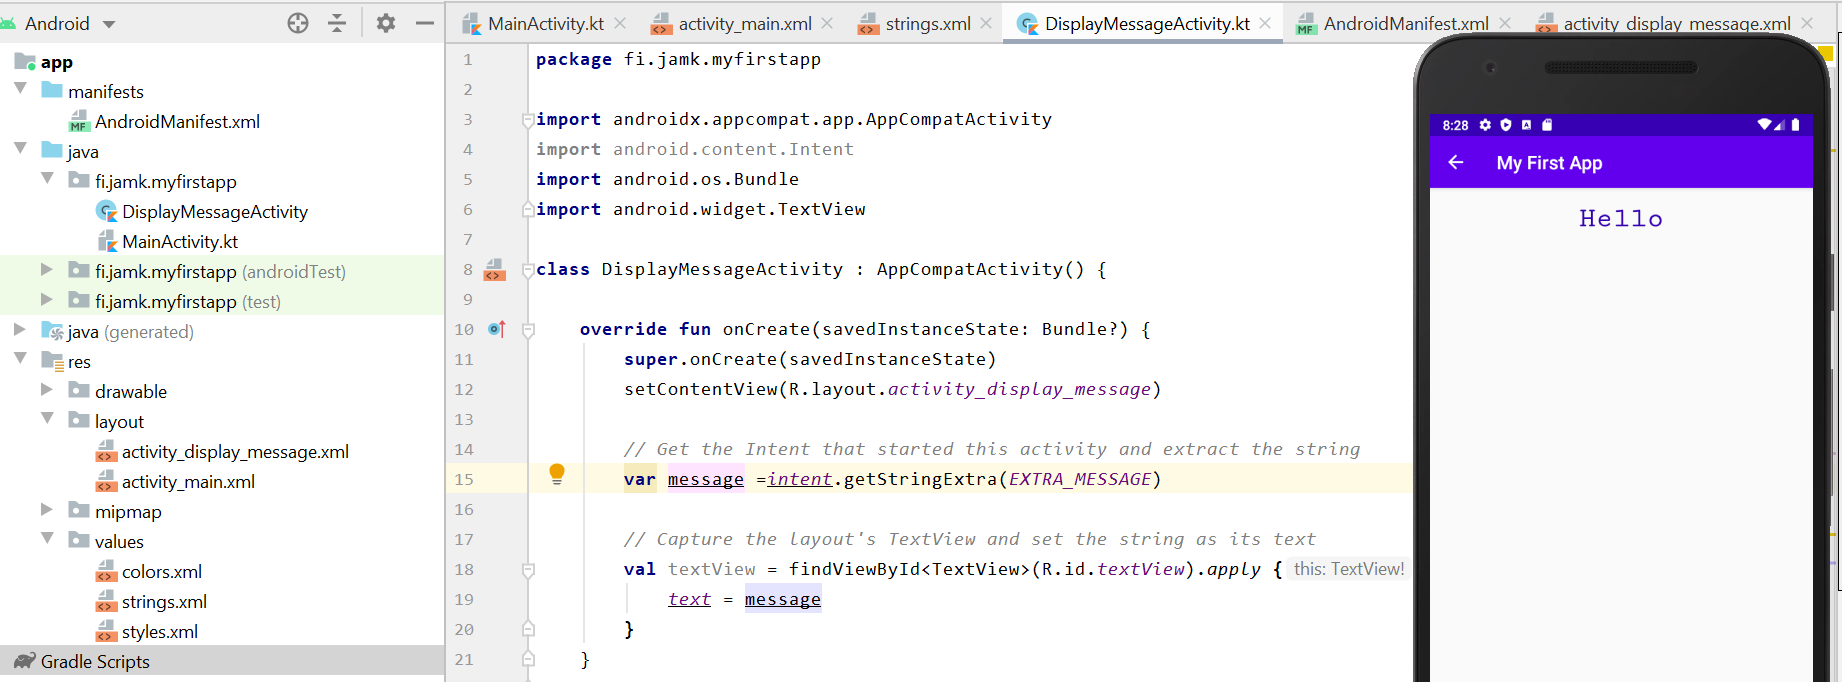 Android
app
manifests
MF AndroidManifest.xml
java
fi.jamk.myfirstapp
DisplayMessageActivity
MainActivity.kt
fi.jamk.myfirstapp (androidTest)
fi.jamk.myfirstapp (test)
java (generated)
res
drawable
layout
activity_display_message.xml
activity_main.xml
mipmap
values
colors.xml
strings.xml
styles.xml
Gradle Scripts
MainActivity.kt activity_main.xml strings.xml DisplayMessageActivity.kt MF AndroidManifest.xml activity_display_message.xml
1 package fi.jamk.myfirstapp
2
3 import androidx.appcompat.app.AppCompatActivity
4 import android.content.Intent
5 import android.os.Bundle
6 import android.widget.TextView
7
8 class DisplayMessageActivity : AppCompatActivity() {
9
10 override fun onCreate(savedInstanceState: Bundle?) {
11 super.onCreate(savedInstanceState)
12 setContentView(R.layout.activity_display_message)
13
14 // Get the Intent that started this activity and extract the string
15 var message =intent.getStringExtra(EXTRA_MESSAGE)
16
17 // Capture the layout's TextView and set the string as its text
18 val textView = findViewById<TextView>(R.id.textView).apply { this: TextView!
19 text = message
20 }
21 }
8:28
My First App
Hello